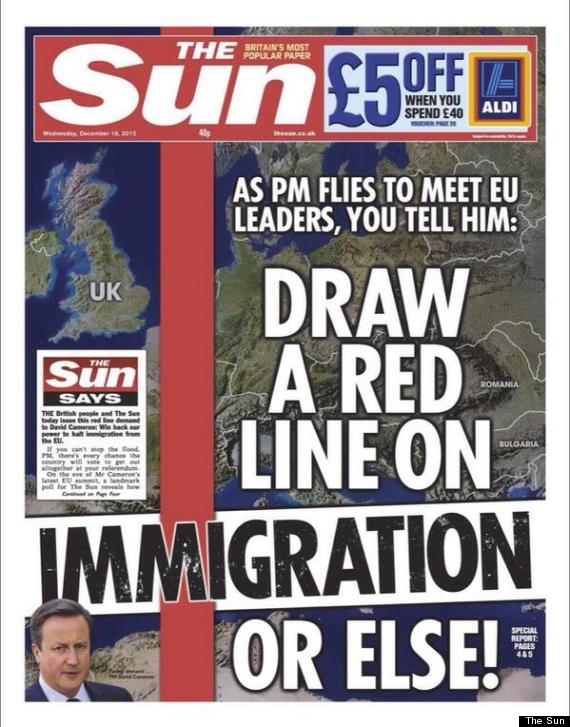 THE
Sun
BRITAIN'S MOST
POPULAR PAPER
Wednesday, December 18, 2013
40p
thesun.co.uk
£5 OFF
WHEN YOU
SPEND £40
VOUCHER: PAGE 20
ALDI
AS PM FLIES TO MEET EU
LEADERS, YOU TELL HIM:
UK
DRAW
A RED
LINE ON
ROMANIA
BULGARIA
THE
Sun
SAYS
THE British people and The Sun
today issue this red line demand
to David Cameron: Win back our
power to halt immigration from
the EU.
If you can't stop the flood,
PM, there's every chance the
country will vote to get out
altogether at your referendum.
On the eve of Mr Cameron's
latest EU summit, a landmark
poll for The Sun reveals how
Continued on Page Four
IMMIGRATION
OR ELSE!
SPECIAL
REPORT:
PAGES
4 & 5
PM David Cameron
The Sun